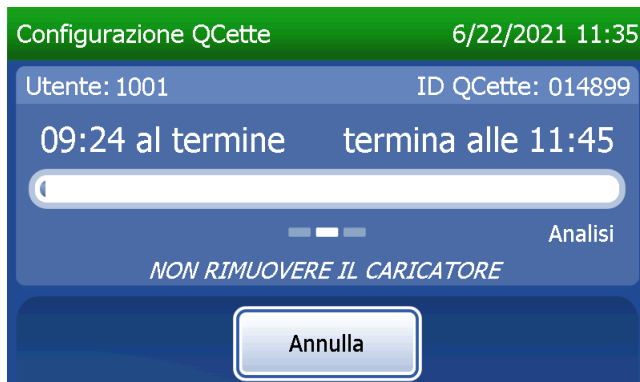 Configurazione QCette 6/22/2021 11:35
Utente: 1001 ID QCette: 014899
09:24 al termine termina alle 11:45
Analisi
NON RIMUOVERE IL CARICATORE
Annulla